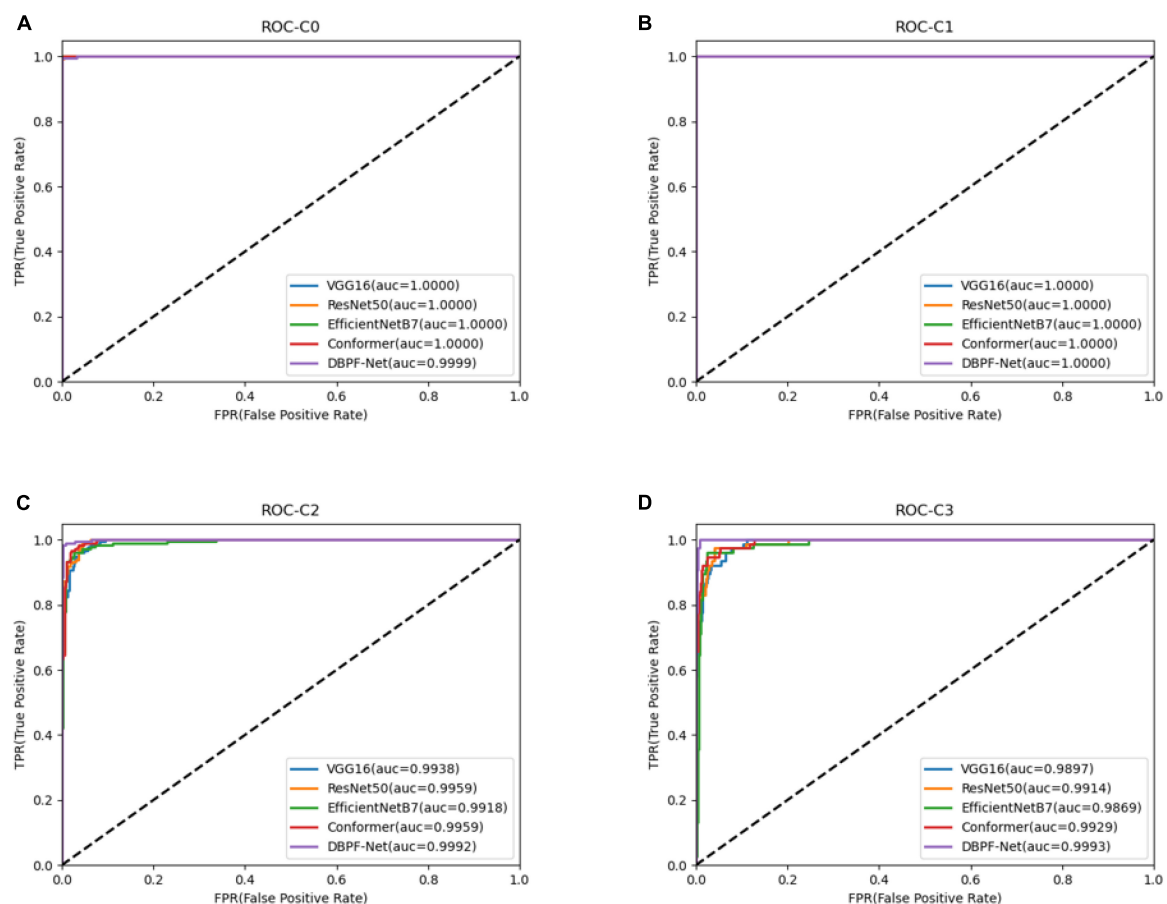 A
ROC-C0
1.0
0.8
0.6
0.4
0.2
0.0
TPR(True Positive Rate)
VGG16(auc=1.0000)
ResNet50(auc=1.0000)
EfficientNetB7(auc=1.0000)
Conformer(auc=1.0000)
DBPF-Net(auc=0.9999)
0.0 0.2 0.4 0.6 0.8 1.0
FPR(False Positive Rate)
B
ROC-C1
1.0
0.8
0.6
0.4
0.2
0.0
TPR(True Positive Rate)
VGG16(auc=1.0000)
ResNet50(auc=1.0000)
EfficientNetB7(auc=1.0000)
Conformer(auc=1.0000)
DBPF-Net(auc=1.0000)
0.0 0.2 0.4 0.6 0.8 1.0
FPR(False Positive Rate)
C
ROC-C2
1.0
0.8
0.6
0.4
0.2
0.0
TPR(True Positive Rate)
VGG16(auc=0.9938)
ResNet50(auc=0.9959)
EfficientNetB7(auc=0.9918)
Conformer(auc=0.9959)
DBPF-Net(auc=0.9992)
0.0 0.2 0.4 0.6 0.8 1.0
FPR(False Positive Rate)
D
ROC-C3
1.0
0.8
0.6
0.4
0.2
0.0
TPR(True Positive Rate)
VGG16(auc=0.9897)
ResNet50(auc=0.9914)
EfficientNetB7(auc=0.9869)
Conformer(auc=0.9929)
DBPF-Net(auc=0.9993)
0.0 0.2 0.4 0.6 0.8 1.0
FPR(False Positive Rate)